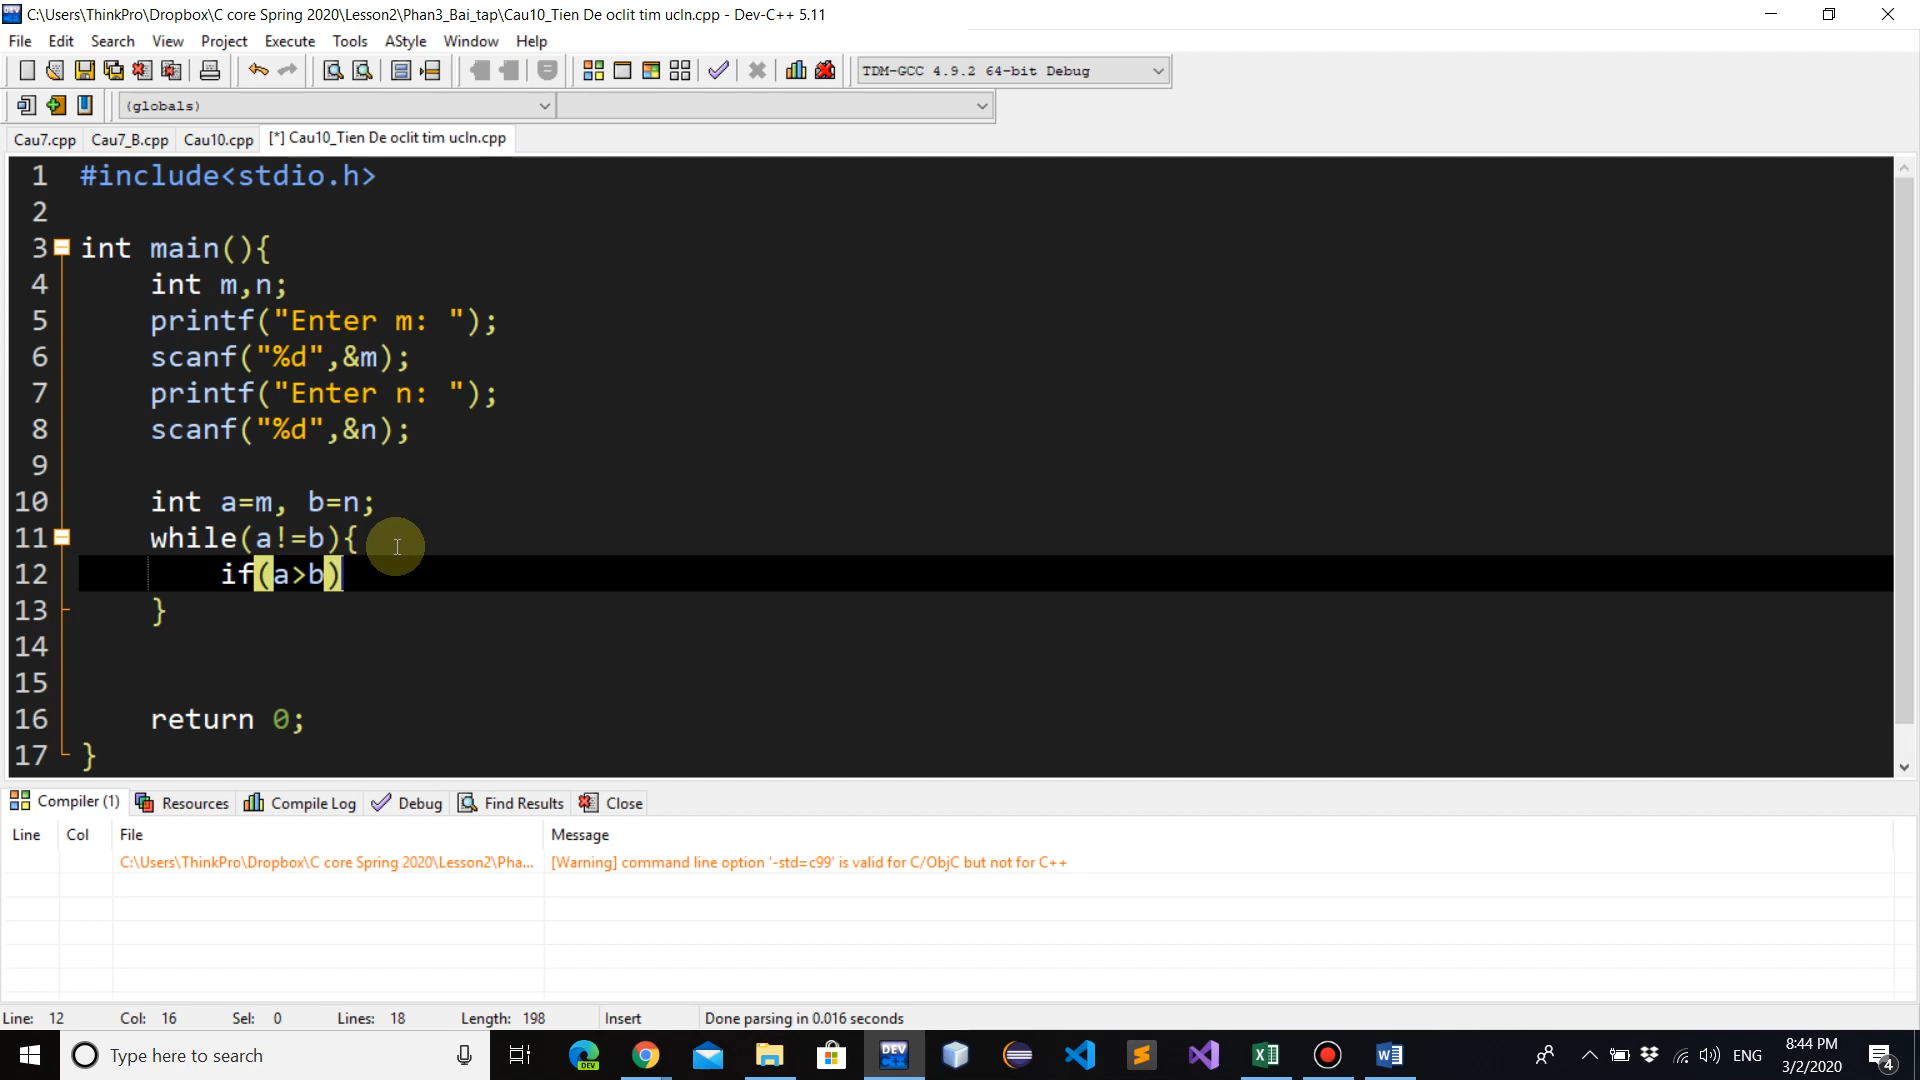 C:\Users\ThinkPro\Dropbox\C core Spring 2020\Lesson2\Phan3_Bai_tap\Cau10_Tien De oclit tim ucln.cpp - Dev-C++ 5.11
File Edit Search View Project Execute Tools AStyle Window Help
TDM-GCC 4.9.2 64-bit Debug
(globals)
Cau7.cpp Cau7_B.cpp Cau10.cpp [*] Cau10_Tien De oclit tim ucln.cpp
1 #include<stdio.h>
2
3 int main(){
4 int m,n;
5 printf("Enter m: ");
6 scanf("%d",&m);
7 printf("Enter n: ");
8 scanf("%d",&n);
9
10 int a=m, b=n;
11 while(a!=b){
12 if(a>b)
13 }
14
15
16 return 0;
17 }
Compiler (1) Resources Compile Log Debug Find Results Close
Line Col File Message
C:\Users\ThinkPro\Dropbox\C core Spring 2020\Lesson2\Pha... [Warning] command line option '-std=c99' is valid for C/ObjC but not for C++
Line: 12 Col: 16 Sel: 0 Lines: 18 Length: 198 Insert Done parsing in 0.016 seconds
Type here to search
DEV
DEV
ENG
8:44 PM
3/2/2020
4